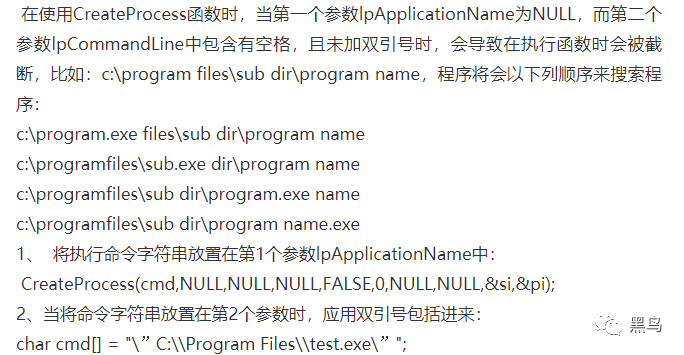 在使用CreateProcess函数时，当第一个参数lpApplicationName为NULL，而第二个
参数lpCommandLine中包含有空格，且未加双引号时，会导致在执行函数时会被截
断，比如：c:\program files\sub dir\program name，程序将会以下列顺序来搜索程
序：
c:\program.exe files\sub dir\program name
c:\programfiles\sub.exe dir\program name
c:\programfiles\sub dir\program.exe name
c:\programfiles\sub dir\program name.exe
1、 将执行命令字符串放置在第1个参数lpApplicationName中：
CreateProcess(cmd,NULL,NULL,NULL,FALSE,0,NULL,NULL,&si,&pi);
2、当将命令字符串放置在第2个参数时，应用双引号包括进来：
char cmd[] = "\”C:\\Program Files\\test.exe\” ";
黑鸟